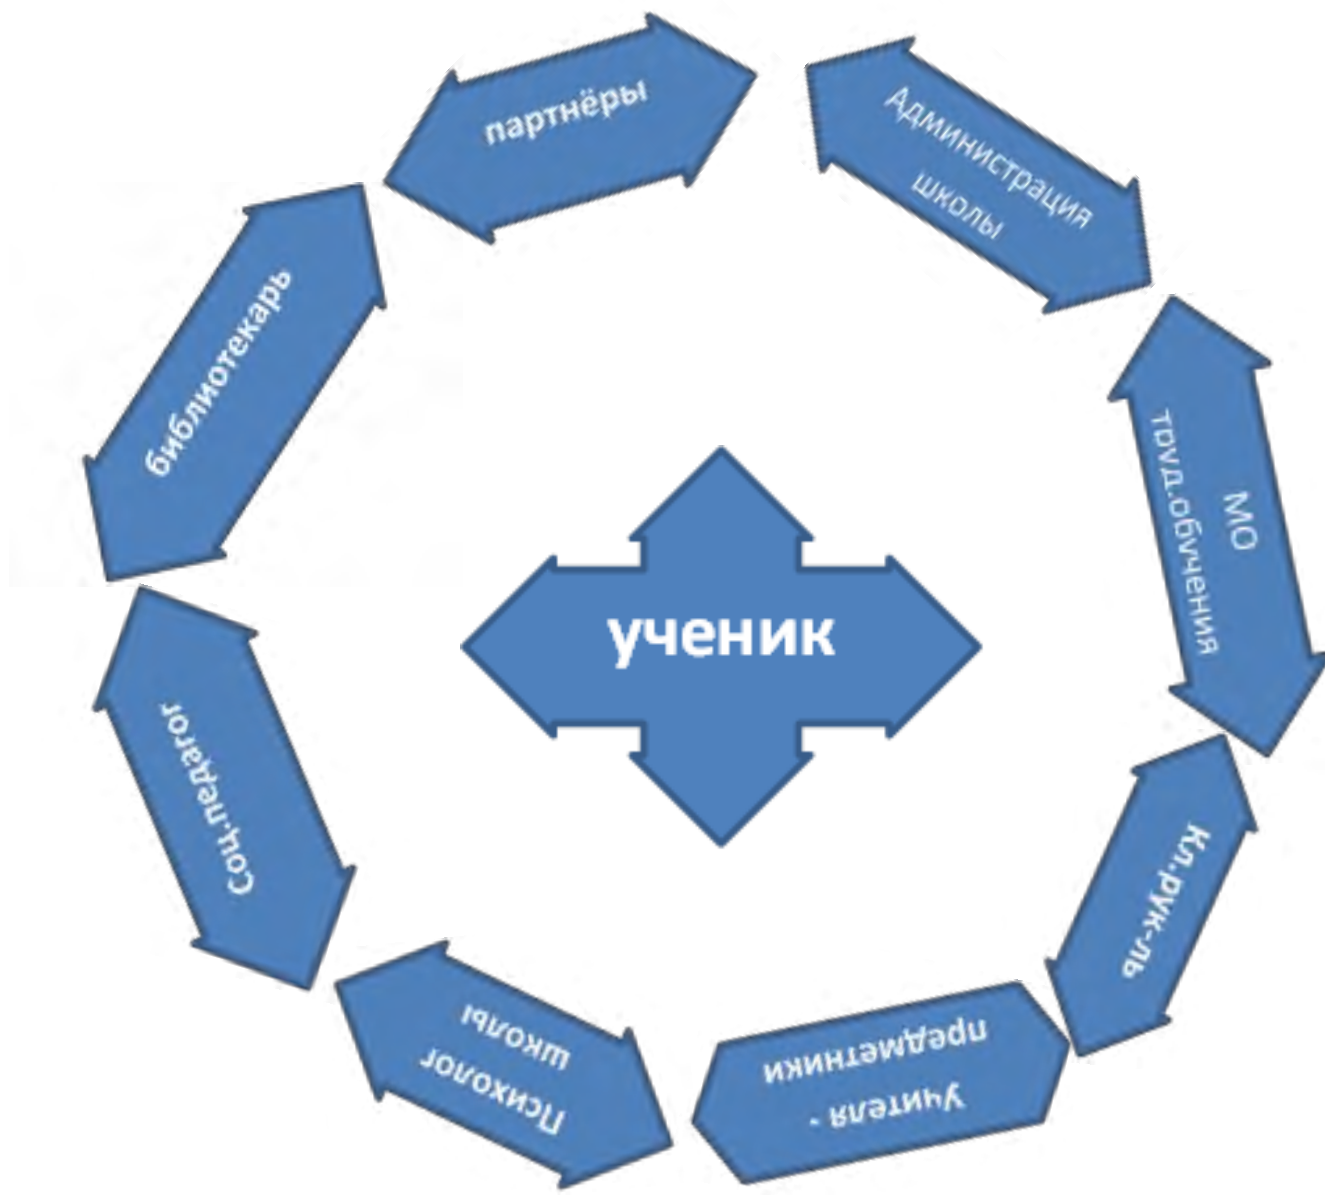 партнёры
Администрация
школы
МО
труд.обучения
Кл.рук-ль
Учителя -
предметники
Психолог
школы
Соц.педагог
библиотекарь
ученик